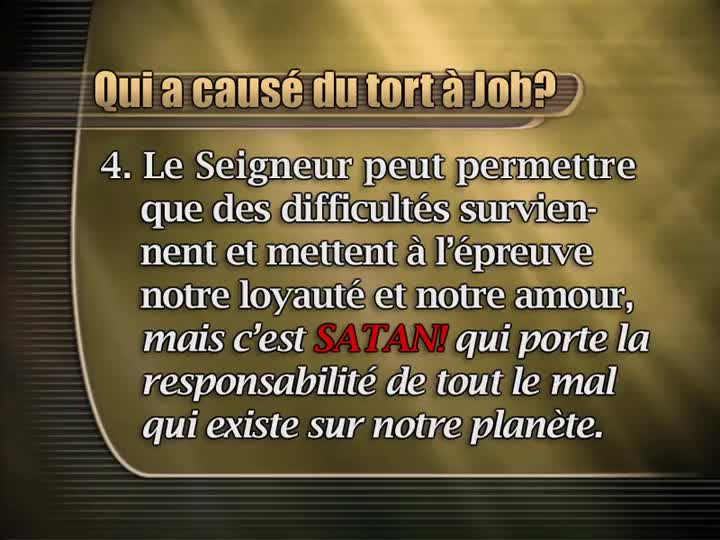 Qui a causé du tort à Job?
4. Le Seigneur peut permettre
que des difficultés survien-
nent et mettent à l'épreuve
notre loyauté et notre amour,
mais c'est SATAN! qui porte la
responsabilité de tout le mal
qui existe sur notre planète.